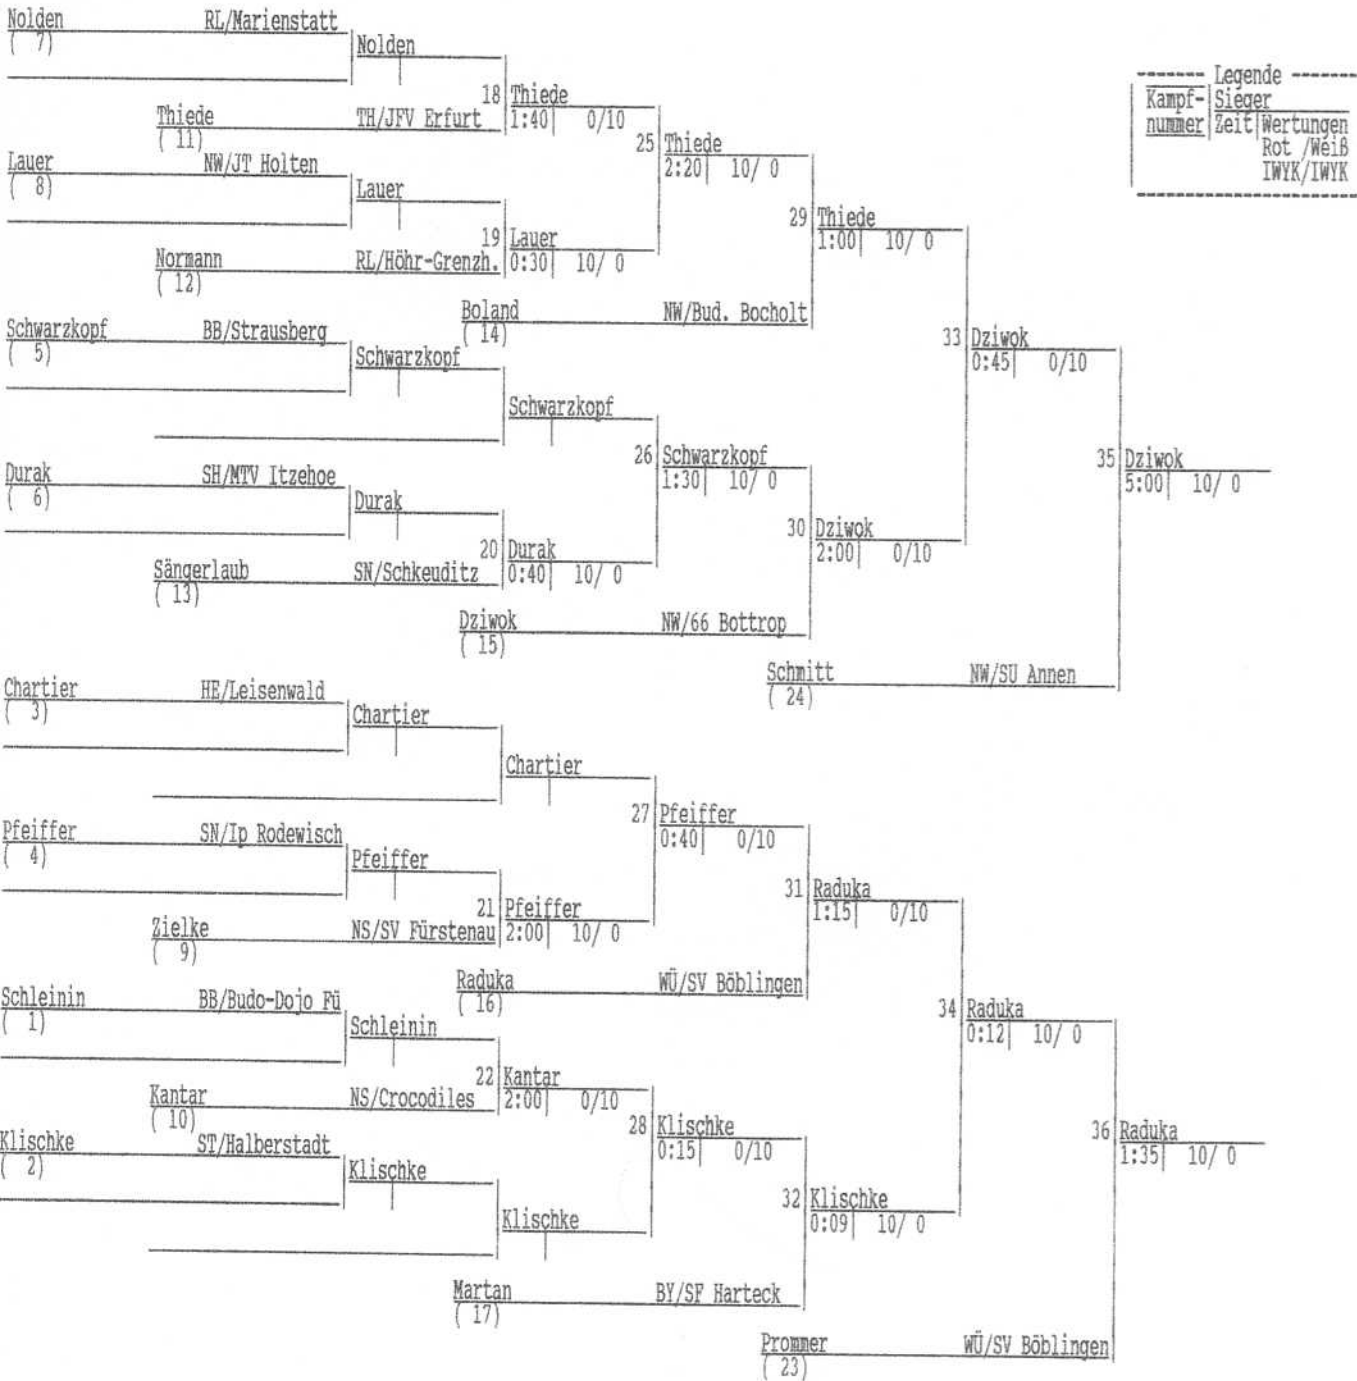 Nolden RL/Marienstatt
( 7)
Nolden
------- Legende -------
Kampf- Sieger
nummer Zeit Wertungen
Rot /Weiß
IWYK/IWYK
18 Thiede
1:40 0/10
Thiede TH/JFV Erfurt
( 11)
25 Thiede
2:20 10/ 0
Lauer NW/JT Holten
( 8)
Lauer
29 Thiede
1:00 10/ 0
19 Lauer
0:30 10/ 0
Normann RL/Höhr-Grenzh.
( 12)
Boland NW/Bud. Bocholt
( 14)
Schwarzkopf BB/Strausberg
( 5)
33 Dziwok
0:45 0/10
Schwarzkopf
Schwarzkopf
26 Schwarzkopf
1:30 10/ 0
35 Dziwok
5:00 10/ 0
Durak SH/MTV Itzehoe
( 6)
Durak
30 Dziwok
2:00 0/10
20 Durak
0:40 10/ 0
Sängerlaub SN/Schkeuditz
( 13)
Dziwok NW/66 Bottrop
( 15)
Schmitt NW/SU Annen
( 24)
Chartier HE/Leisenwald
( 3)
Chartier
Chartier
27 Pfeiffer
0:40 0/10
Pfeiffer SN/Ip Rodewisch
( 4)
Pfeiffer
31 Raduka
1:15 0/10
21 Pfeiffer
2:00 10/ 0
Zielke NS/SV Fürstenau
( 9)
Raduka WÜ/SV Böblingen
( 16)
Schleinin BB/Budo-Dojo Fü
( 1)
34 Raduka
0:12 10/ 0
Schleinin
22 Kantar
2:00 0/10
Kantar NS/Crocodiles
( 10)
28 Klischke
0:15 0/10
36 Raduka
1:35 10/ 0
Klischke ST/Halberstadt
( 2)
Klischke
32 Klischke
0:09 10/ 0
Klischke
Martan BY/SF Harteck
( 17)
Prommer WÜ/SV Böblingen
( 23)